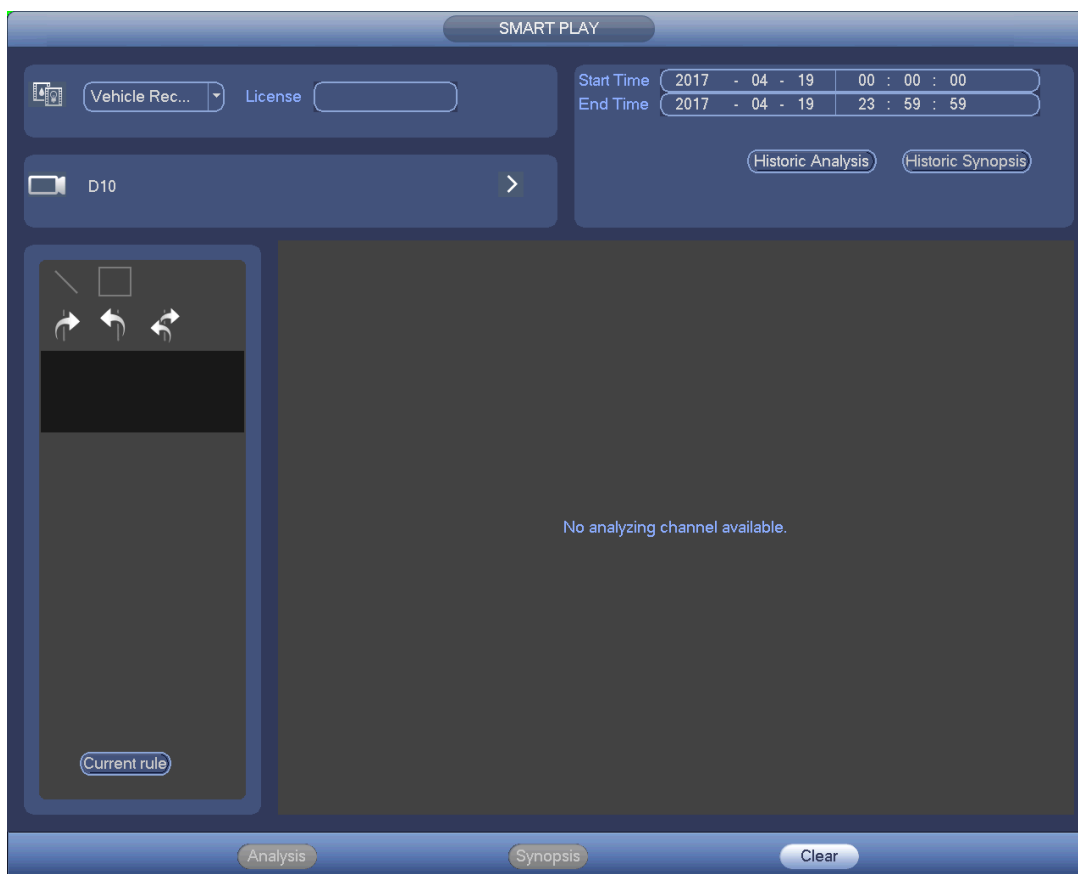 SMART PLAY
Vehicle Rec... License
Start Time 2017 - 04 - 19 00 : 00 : 00
End Time 2017 - 04 - 19 23 : 59 : 59
Historic Analysis Historic Synopsis
D10
No analyzing channel available.
Current rule
Analysis Synopsis Clear